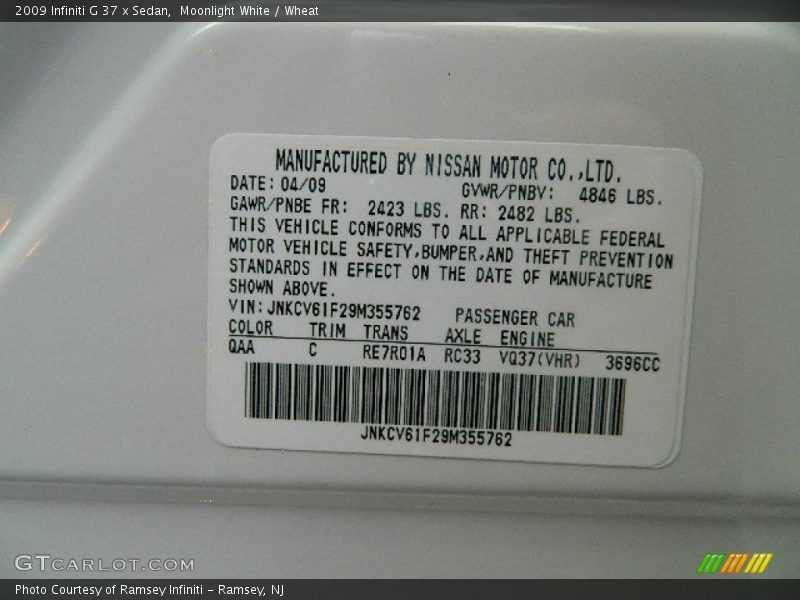 2009 Infiniti G 37 x Sedan,  Moonlight White / Wheat
MANUFACTURED BY NISSAN MOTOR CO.,LTD.
DATE: 04/09 GVWR/PNBV: 4846 LBS.
GAWR/PNBE FR: 2423 LBS. RR: 2482 LBS.
THIS VEHICLE CONFORMS TO ALL APPLICABLE FEDERAL
MOTOR VEHICLE SAFETY,BUMPER,AND THEFT PREVENTION
STANDARDS IN EFFECT ON THE DATE OF MANUFACTURE
SHOWN ABOVE.
VIN: JNKCV61F29M355762 PASSENGER CAR
COLOR TRIM TRANS AXLE ENGINE
QAA C RE7R01A RC33 VQ37(VHR) 3696CC
JNKCV61F29M355762
GTCARLOT.COM
Photo Courtesy of Ramsey Infiniti - Ramsey, NJ